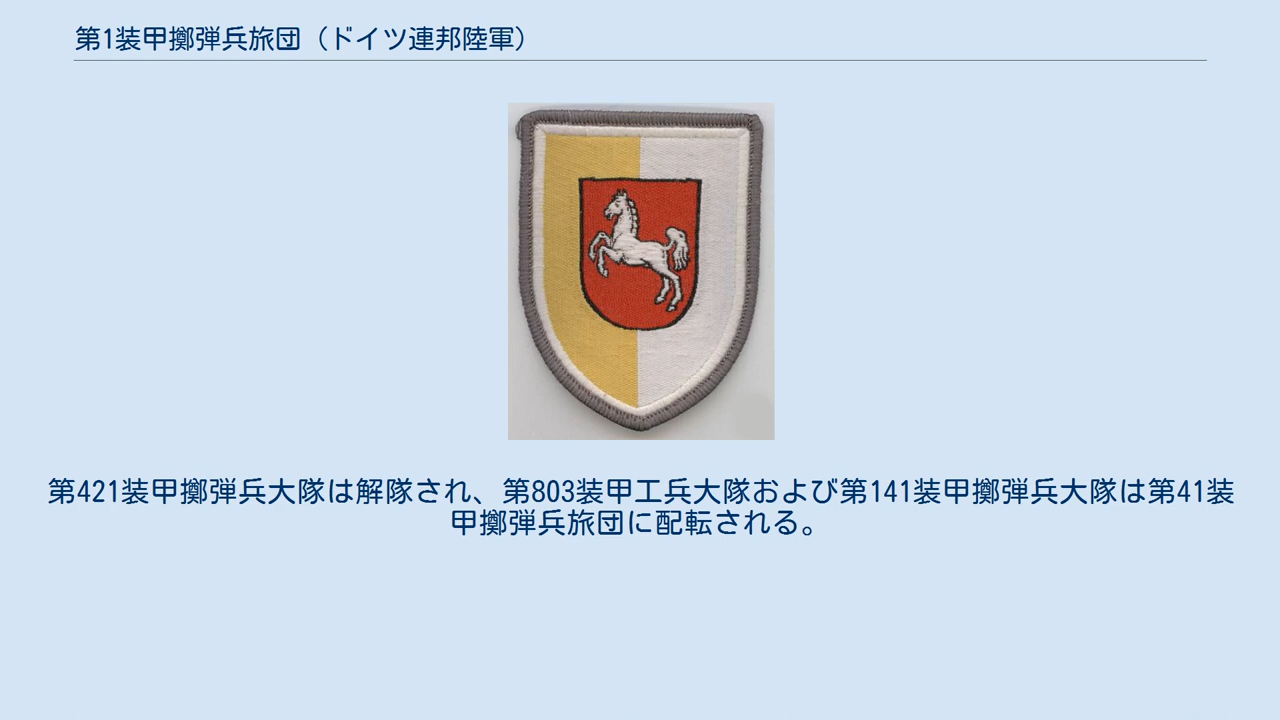 第1装甲擲弾兵旅団（ドイツ連邦陸軍）
第421装甲擲弾兵大隊は解隊され、第803装甲工兵大隊および第141装甲擲弾兵大隊は第41装
甲擲弾兵旅団に配転される。